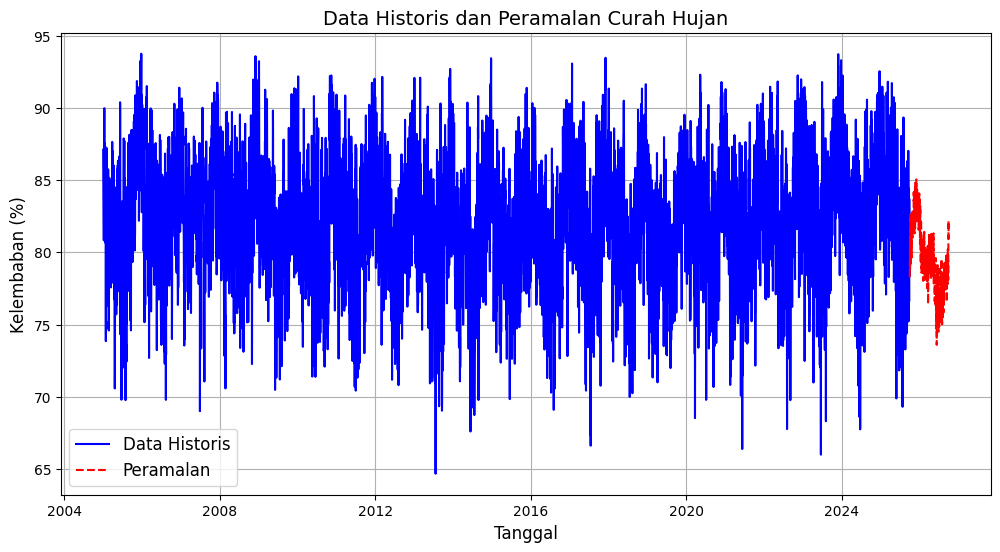 Data Historis dan Peramalan Curah Hujan
Kelembaban (%)
95
90
85
80
75
70
65
Data Historis
Peramalan
2004
2008
2012
2016
2020
2024
Tanggal